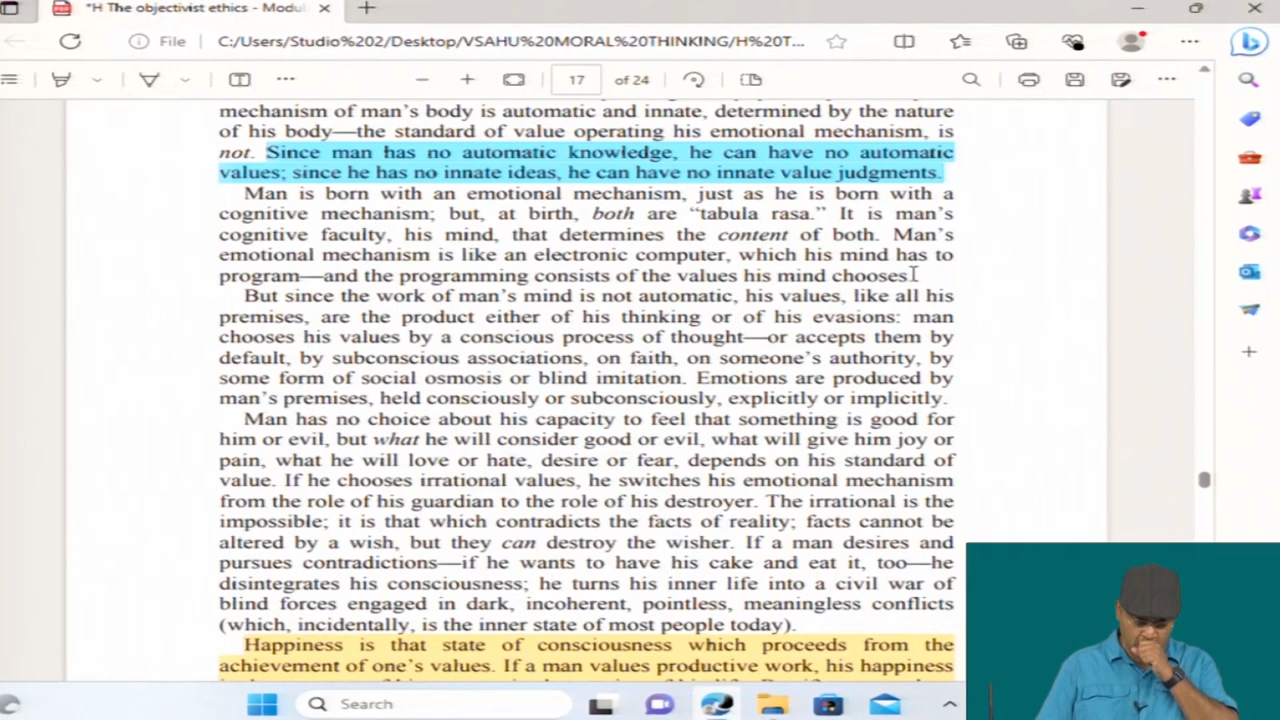 "H The objectivist ethics - Modul
File
C:/Users/Studio%202/Desktop/VSAHU%20MORAL%20THINKING/H%20T...
17 of 24
mechanism of man's body is automatic and innate, determined by the nature
of his body—the standard of value operating his emotional mechanism, is
not. Since man has no automatic knowledge, he can have no automatic
values; since he has no innate ideas, he can have no innate value judgments.
Man is born with an emotional mechanism, just as he is born with a
cognitive mechanism; but, at birth, both are "tabula rasa." It is man's
cognitive faculty, his mind, that determines the content of both. Man's
emotional mechanism is like an electronic computer, which his mind has to
program—and the programming consists of the values his mind chooses.
But since the work of man's mind is not automatic, his values, like all his
premises, are the product either of his thinking or of his evasions: man
chooses his values by a conscious process of thought—or accepts them by
default, by subconscious associations, on faith, on someone's authority, by
some form of social osmosis or blind imitation. Emotions are produced by
man's premises, held consciously or subconsciously, explicitly or implicitly.
Man has no choice about his capacity to feel that something is good for
him or evil, but what he will consider good or evil, what will give him joy or
pain, what he will love or hate, desire or fear, depends on his standard of
value. If he chooses irrational values, he switches his emotional mechanism
from the role of his guardian to the role of his destroyer. The irrational is the
impossible; it is that which contradicts the facts of reality; facts cannot be
altered by a wish, but they can destroy the wisher. If a man desires and
pursues contradictions—if he wants to have his cake and eat it, too—he
disintegrates his consciousness; he turns his inner life into a civil war of
blind forces engaged in dark, incoherent, pointless, meaningless conflicts
(which, incidentally, is the inner state of most people today).
Happiness is that state of consciousness which proceeds from the
achievement of one's values. If a man values productive work, his happiness
Search